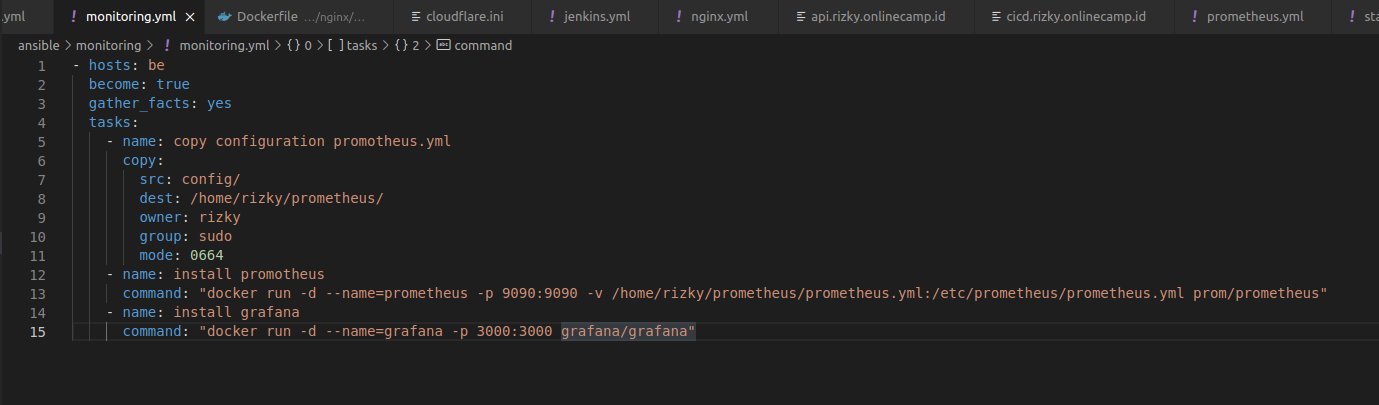 .yml ! monitoring.yml × Dockerfile .../nginx/... cloudflare.ini ! jenkins.yml ! nginx.yml api.rizky.onlinecamp.id cicd.rizky.onlinecamp.id ! prometheus.yml ! sta
ansible > monitoring > ! monitoring.yml > {} 0 > [ ] tasks > {} 2 > abc command
1 - hosts: be
2 become: true
3 gather_facts: yes
4 tasks:
5 - name: copy configuration promotheus.yml
6 copy:
7 src: config/
8 dest: /home/rizky/prometheus/
9 owner: rizky
10 group: sudo
11 mode: 0664
12 - name: install promotheus
13 command: "docker run -d --name=prometheus -p 9090:9090 -v /home/rizky/prometheus/prometheus.yml:/etc/prometheus/prometheus.yml prom/prometheus"
14 - name: install grafana
15 command: "docker run -d --name=grafana -p 3000:3000 grafana/grafana"